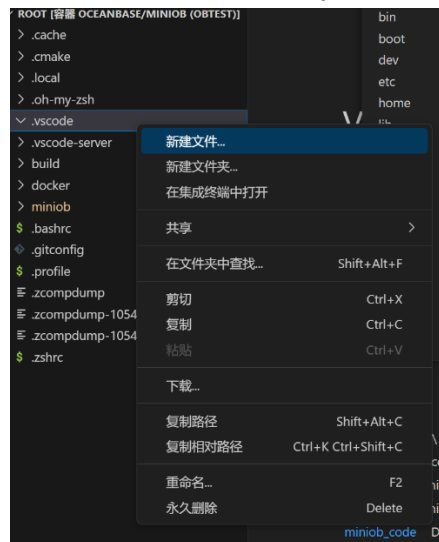 ROOT [容器 OCEANBASE/MINIOB (OBTEST)]
.cache
.cmake
.local
.oh-my-zsh
.vscode
.vscode-server
build
docker
miniob
.bashrc
.gitconfig
.profile
.zcompdump
.zcompdump-1054
.zcompdump-1054
.zshrc
bin
boot
dev
etc
home
lib
新建文件...
新建文件夹...
在集成终端中打开
共享
在文件夹中查找... Shift+Alt+F
剪切 Ctrl+X
复制 Ctrl+C
粘贴 Ctrl+V
下载...
复制路径 Shift+Alt+C
复制相对路径 Ctrl+K Ctrl+Shift+C
重命名... F2
永久删除 Delete
miniob_code